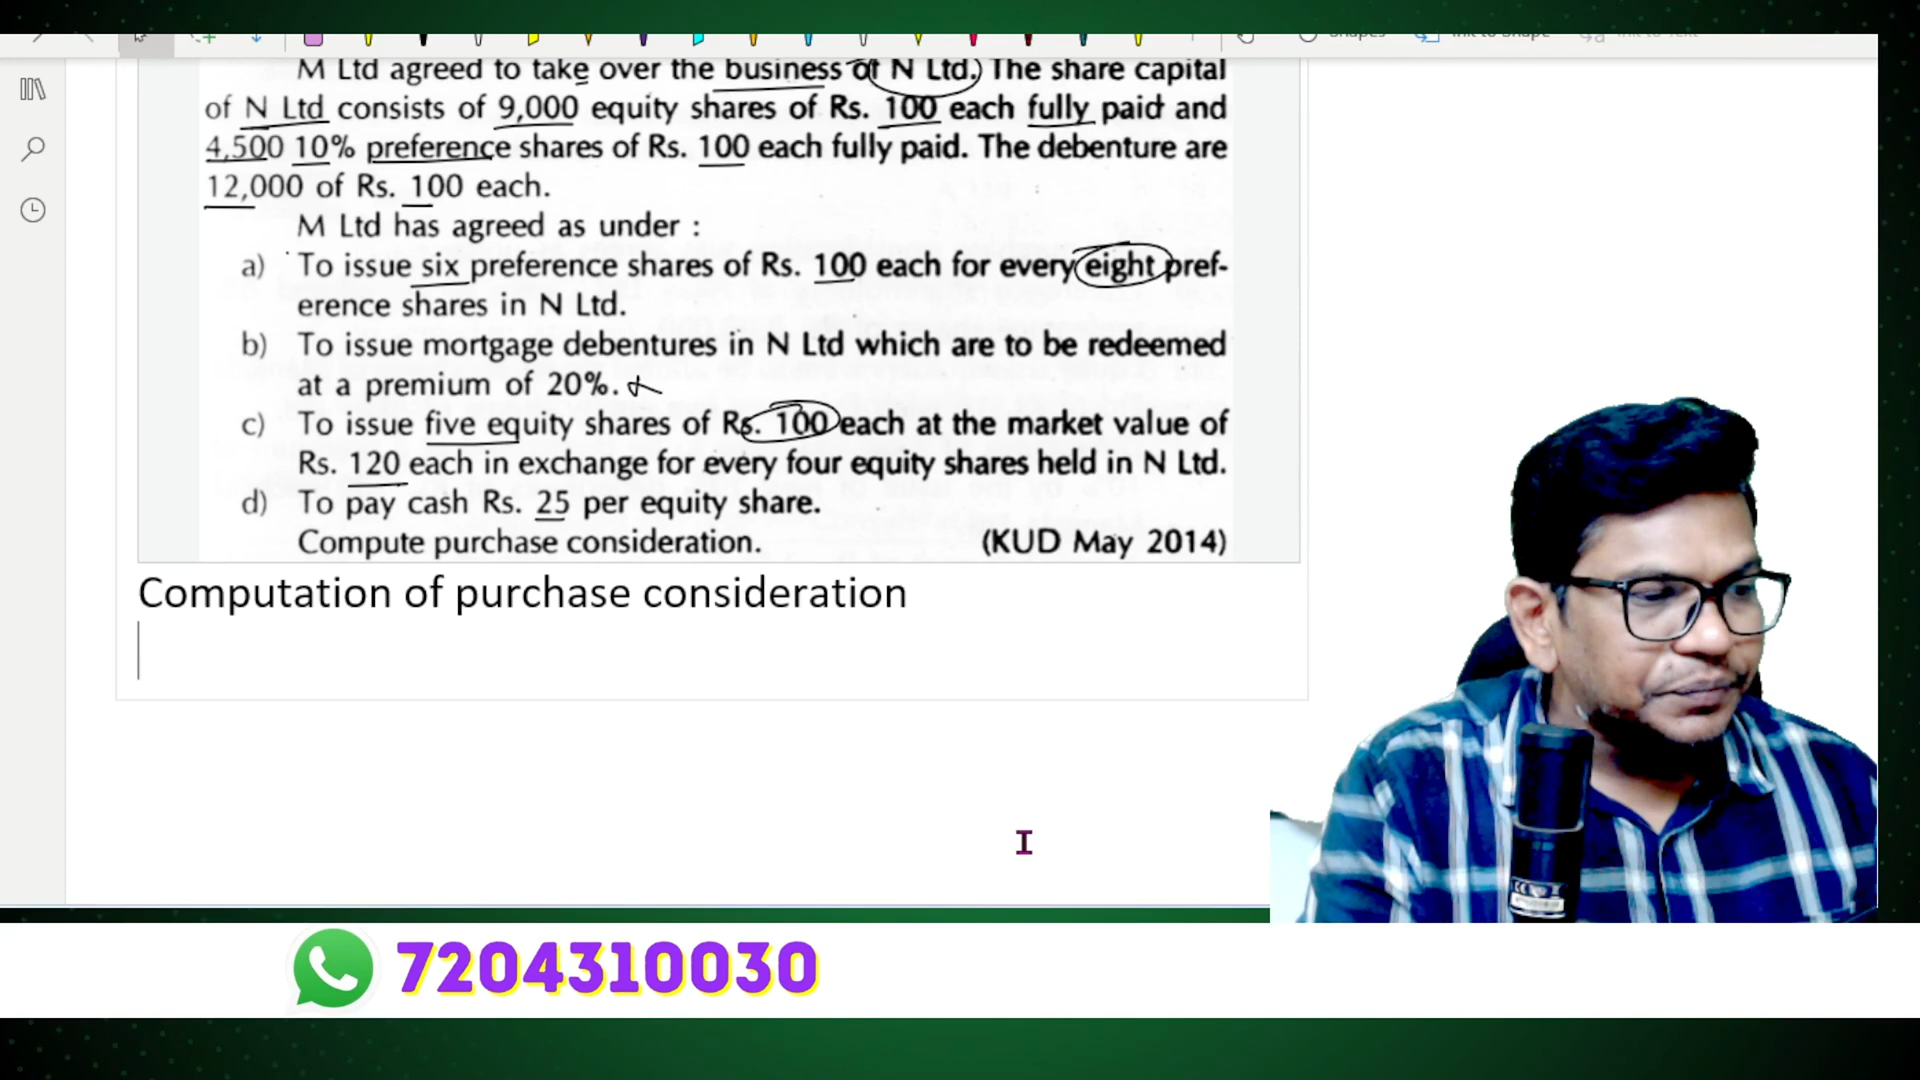 M Ltd agreed to take over the business of N Ltd. The share capital
of N Ltd consists of 9,000 equity shares of Rs. 100 each fully paid and
4,500 10% preference shares of Rs. 100 each fully paid. The debenture are
12,000 of Rs. 100 each.
M Ltd has agreed as under :
a) To issue six preference shares of Rs. 100 each for every eight pref-
erence shares in N Ltd.
b) To issue mortgage debentures in N Ltd which are to be redeemed
at a premium of 20%.
c) To issue five equity shares of Rs. 100 each at the market value of
Rs. 120 each in exchange for every four equity shares held in N Ltd.
d) To pay cash Rs. 25 per equity share.
Compute purchase consideration. (KUD May 2014)
Computation of purchase consideration
7204310030